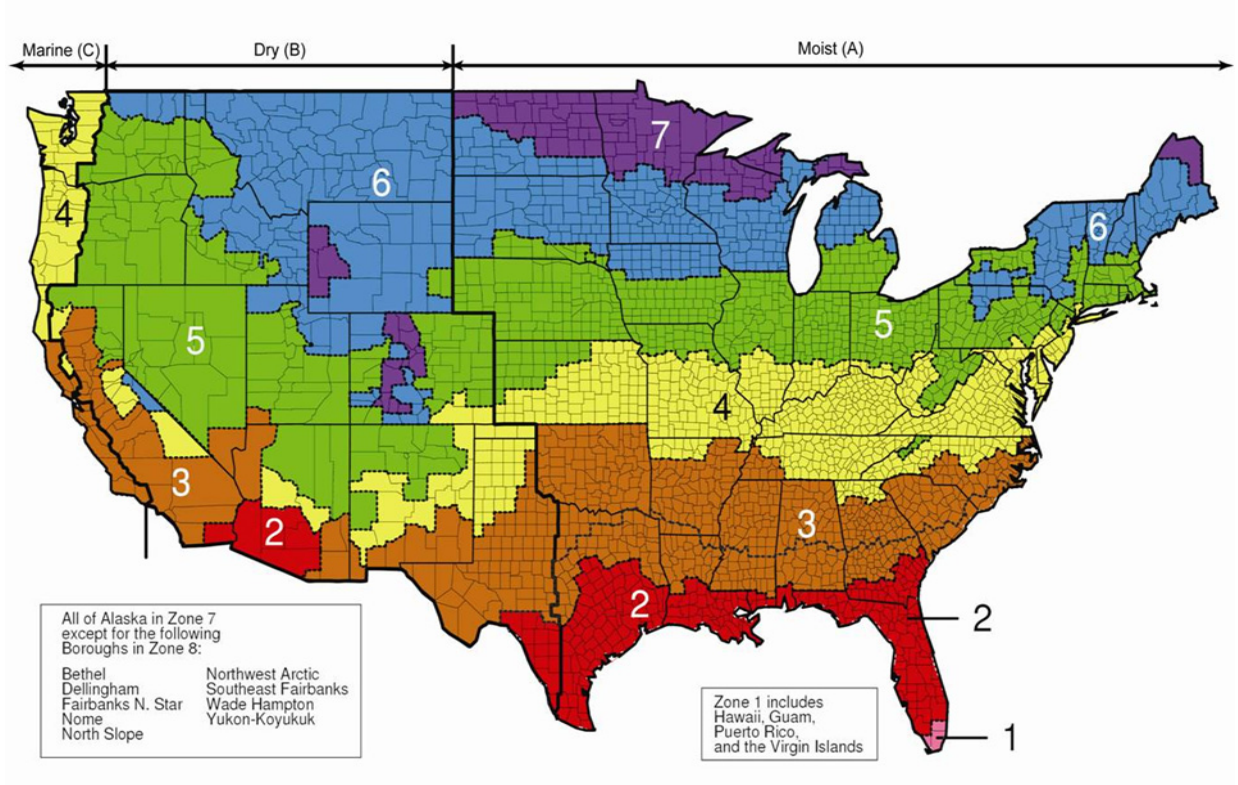 Marine (C)
Dry (B)
Moist (A)
7
6
4
6
5
5
4
3
3
2
2
2
1
All of Alaska in Zone 7
except for the following
Boroughs in Zone 8:
Bethel
Dellingham
Fairbanks N. Star
Nome
North Slope
Northwest Arctic
Southeast Fairbanks
Wade Hampton
Yukon-Koyukuk
Zone 1 includes
Hawaii, Guam,
Puerto Rico,
and the Virgin Islands